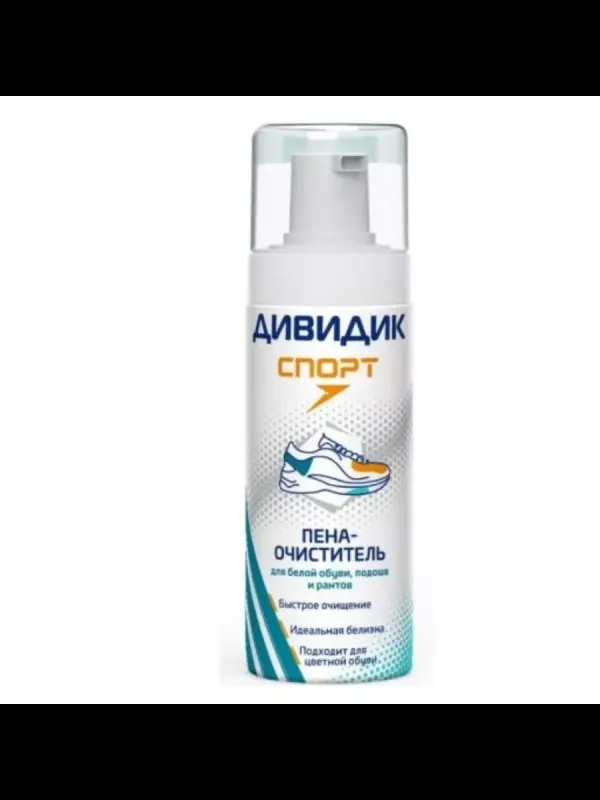 ДИВИДИК
СПОРТ
ПЕНА-
ОЧИСТИТЕЛЬ
для белой обуви, подошв
и рантов
Быстрое очищение
Идеальная белизна
Подходит для
цветной обуви